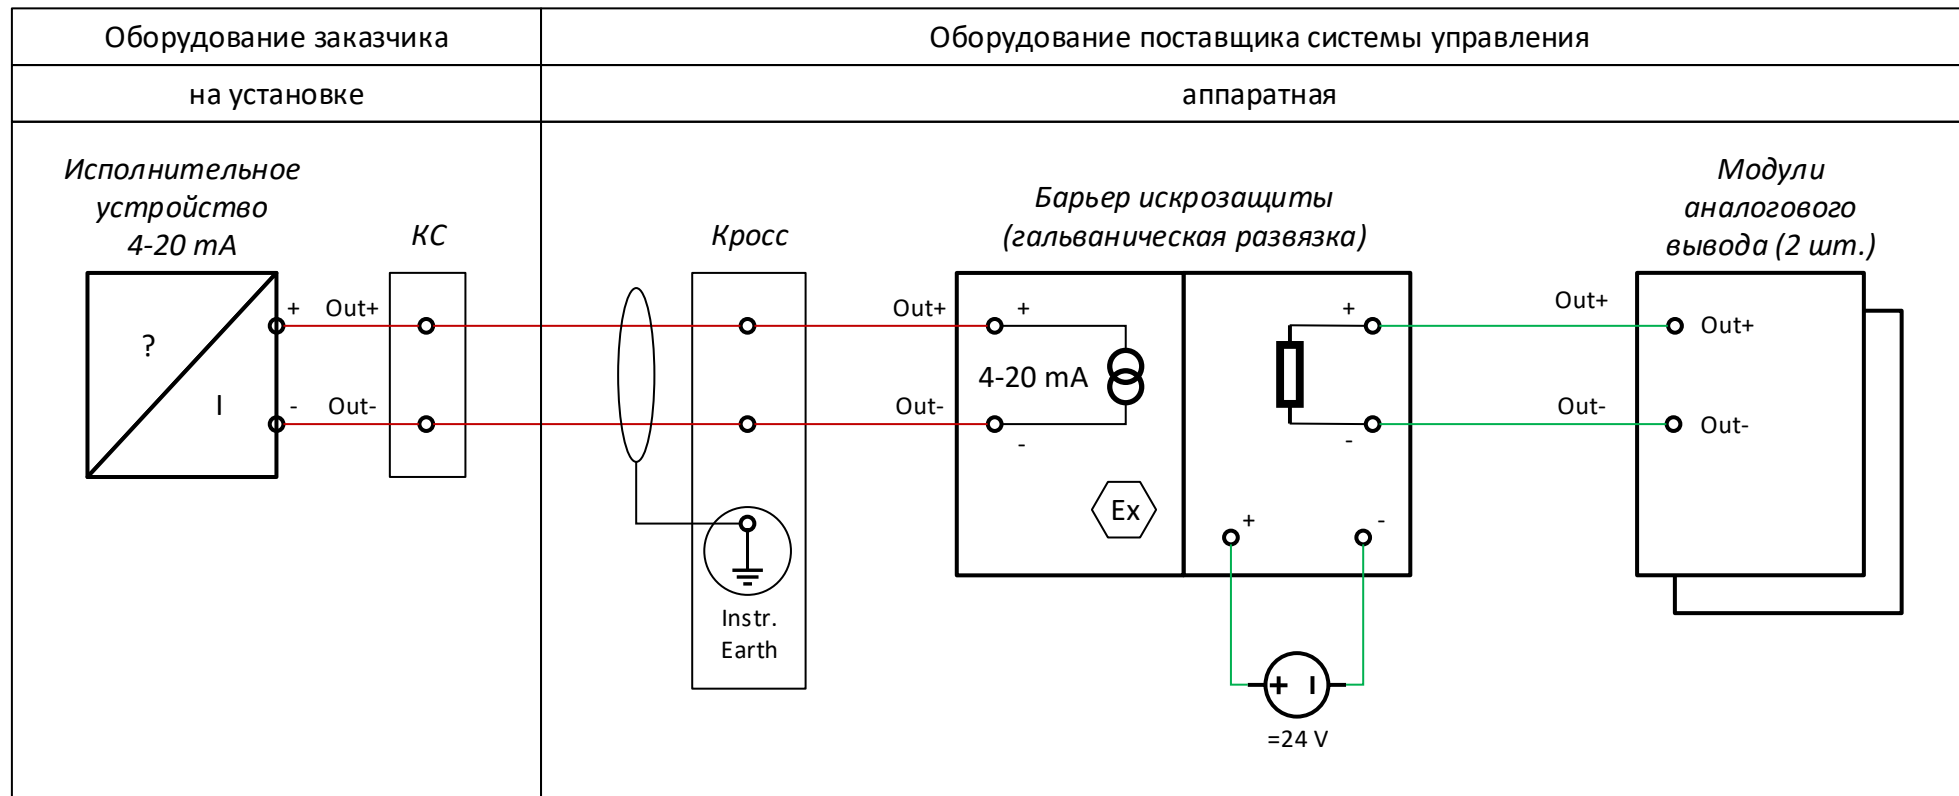 Оборудование заказчика
Оборудование поставщика системы управления
на установке
аппаратная
Исполнительное
устройство
4-20 mA
КС
Кросс
Барьер искрозащиты
(гальваническая развязка)
Модули
аналогового
вывода (2 шт.)
+
Out+
Out+
+
+
Out+
Out+
?
I
4-20 mA
-
Out-
Out-
-
-
Out-
Out-
Ex
+
-
Instr.
Earth
+ I
=24 V